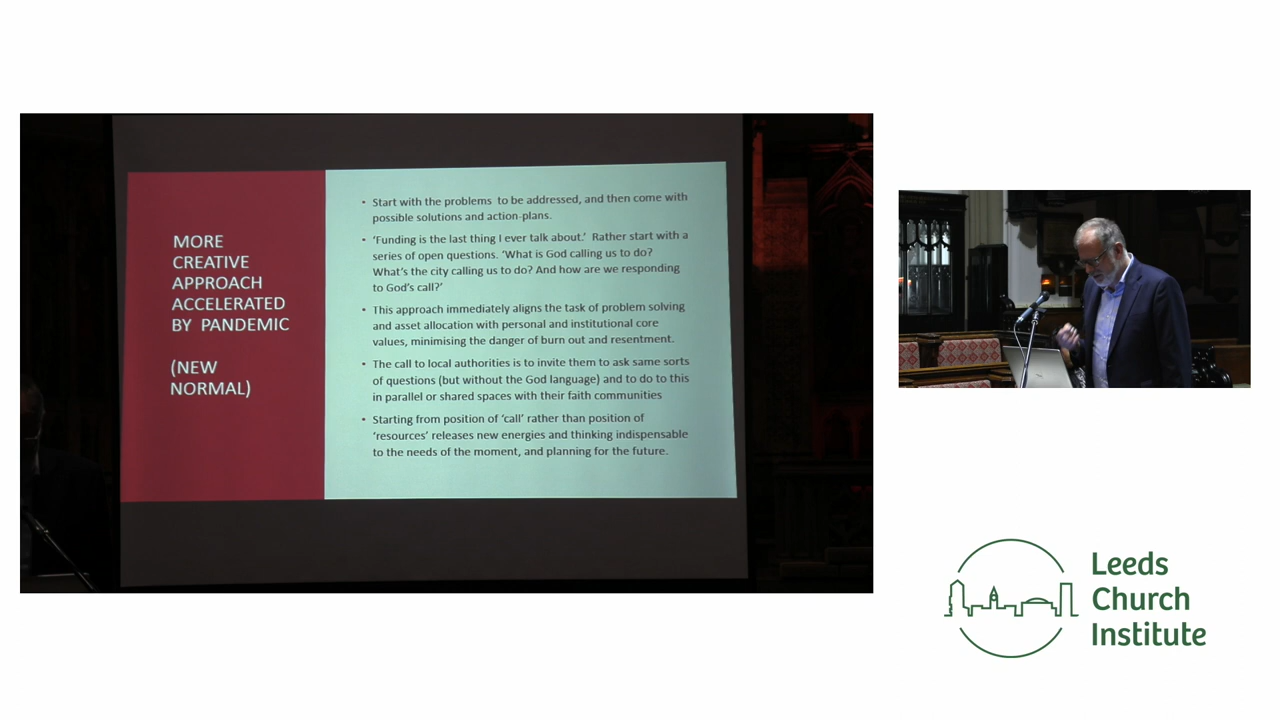 MORE
CREATIVE
APPROACH
ACCELERATED
BY PANDEMIC
(NEW
NORMAL)
• Start with the problems to be addressed, and then come with
possible solutions and action-plans.
• ‘Funding is the last thing I ever talk about.’ Rather start with a
series of open questions. ‘What is God calling us to do?
What’s the city calling us to do? And how are we responding
to God’s call?’
• This approach immediately aligns the task of problem solving
and asset allocation with personal and institutional core
values, minimising the danger of burn out and resentment.
• The call to local authorities is to invite them to ask same sorts
of questions (but without the God language) and to do to this
in parallel or shared spaces with their faith communities
• Starting from position of ‘call’ rather than position of
‘resources’ releases new energies and thinking indispensable
to the needs of the moment, and planning for the future.
Leeds
Church
Institute